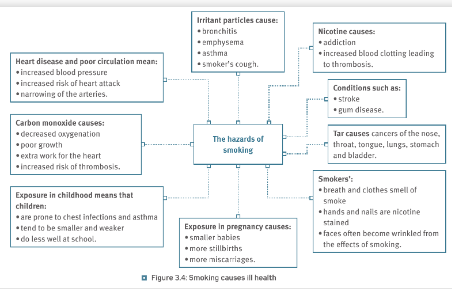 Irritant particles cause:
• bronchitis
• emphysema
• asthma
• smoker's cough.
Nicotine causes:
• addiction
• increased blood clotting leading
to thrombosis.
Heart disease and poor circulation mean:
• increased blood pressure
• increased risk of heart attack
• narrowing of the arteries.
Conditions such as:
• stroke
• gum disease.
Carbon monoxide causes:
• decreased oxygenation
• poor growth
• extra work for the heart
• increased risk of thrombosis.
The hazards of
smoking
Tar causes cancers of the nose,
throat, tongue, lungs, stomach
and bladder.
Exposure in childhood means that
children:
• are prone to chest infections and asthma
• tend to be smaller and weaker
• do less well at school.
Exposure in pregnancy causes:
• smaller babies
• more stillbirths
• more miscarriages.
Smokers':
• breath and clothes smell of
smoke
• hands and nails are nicotine
stained
• faces often become wrinkled from
the effects of smoking.
Figure 3.4: Smoking causes ill health